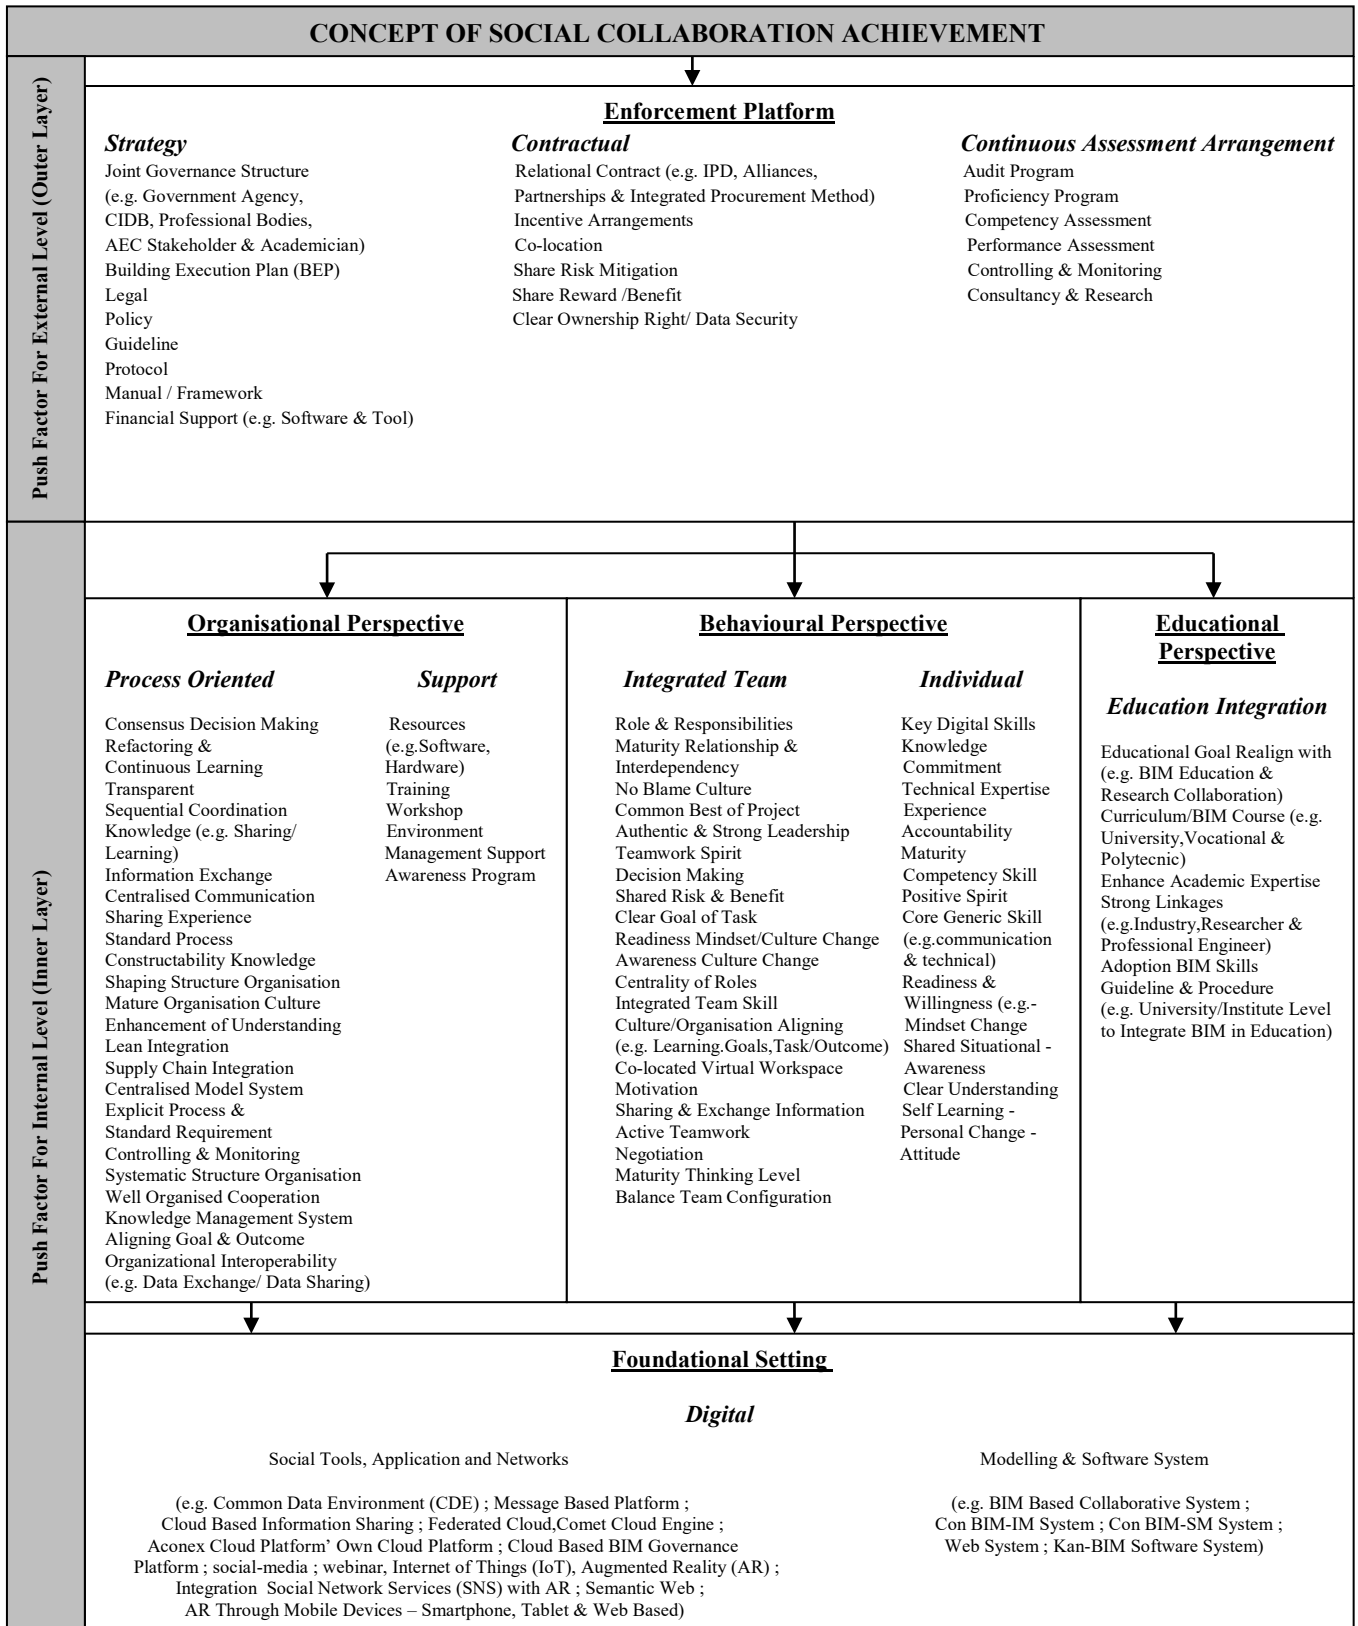 CONCEPT OF SOCIAL COLLABORATION ACHIEVEMENT
Push Factor For External Level (Outer Layer)
Enforcement Platform
Strategy
Joint Governance Structure
(e.g. Government Agency,
CIDB, Professional Bodies,
AEC Stakeholder & Academician)
Building Execution Plan (BEP)
Legal
Policy
Guideline
Protocol
Manual / Framework
Financial Support (e.g. Software & Tool)
Contractual
Relational Contract (e.g. IPD, Alliances,
Partnerships & Integrated Procurement Method)
Incentive Arrangements
Co-location
Share Risk Mitigation
Share Reward /Benefit
Clear Ownership Right/ Data Security
Continuous Assessment Arrangement
Audit Program
Proficiency Program
Competency Assessment
Performance Assessment
Controlling & Monitoring
Consultancy & Research
Push Factor For Internal Level (Inner Layer)
Organisational Perspective
Process Oriented
Consensus Decision Making
Refactoring &
Continuous Learning
Transparent
Sequential Coordination
Knowledge (e.g. Sharing/
Learning)
Information Exchange
Centralised Communication
Sharing Experience
Standard Process
Constructability Knowledge
Shaping Structure Organisation
Mature Organisation Culture
Enhancement of Understanding
Lean Integration
Supply Chain Integration
Centralised Model System
Explicit Process &
Standard Requirement
Controlling & Monitoring
Systematic Structure Organisation
Well Organised Cooperation
Knowledge Management System
Aligning Goal & Outcome
Organizational Interoperability
(e.g. Data Exchange/ Data Sharing)
Support
Resources
(e.g.Software,
Hardware)
Training
Workshop
Environment
Management Support
Awareness Program
Behavioural Perspective
Integrated Team
Role & Responsibilities
Maturity Relationship &
Interdependency
No Blame Culture
Common Best of Project
Authentic & Strong Leadership
Teamwork Spirit
Decision Making
Shared Risk & Benefit
Clear Goal of Task
Readiness Mindset/Culture Change
Awareness Culture Change
Centrality of Roles
Integrated Team Skill
Culture/Organisation Aligning
(e.g. Learning.Goals,Task/Outcome)
Co-located Virtual Workspace
Motivation
Sharing & Exchange Information
Active Teamwork
Negotiation
Maturity Thinking Level
Balance Team Configuration
Individual
Key Digital Skills
Knowledge
Commitment
Technical Expertise
Experience
Accountability
Maturity
Competency Skill
Positive Spirit
Core Generic Skill
(e.g.communication
& technical)
Readiness &
Willingness (e.g.-
Mindset Change
Shared Situational -
Awareness
Clear Understanding
Self Learning -
Personal Change -
Attitude
Educational
Perspective
Education Integration
Educational Goal Realign with
(e.g. BIM Education &
Research Collaboration)
Curriculum/BIM Course (e.g.
University,Vocational &
Polytecnic)
Enhance Academic Expertise
Strong Linkages
(e.g.Industry,Researcher &
Professional Engineer)
Adoption BIM Skills
Guideline & Procedure
(e.g. University/Institute Level
to Integrate BIM in Education)
Foundational Setting
Digital
Social Tools, Application and Networks
(e.g. Common Data Environment (CDE) ; Message Based Platform ;
Cloud Based Information Sharing ; Federated Cloud,Comet Cloud Engine ;
Aconex Cloud Platform’ Own Cloud Platform ; Cloud Based BIM Governance
Platform ; social-media ; webinar, Internet of Things (IoT), Augmented Reality (AR) ;
Integration Social Network Services (SNS) with AR ; Semantic Web ;
AR Through Mobile Devices – Smartphone, Tablet & Web Based)
Modelling & Software System
(e.g. BIM Based Collaborative System ;
Con BIM-IM System ; Con BIM-SM System ;
Web System ; Kan-BIM Software System)